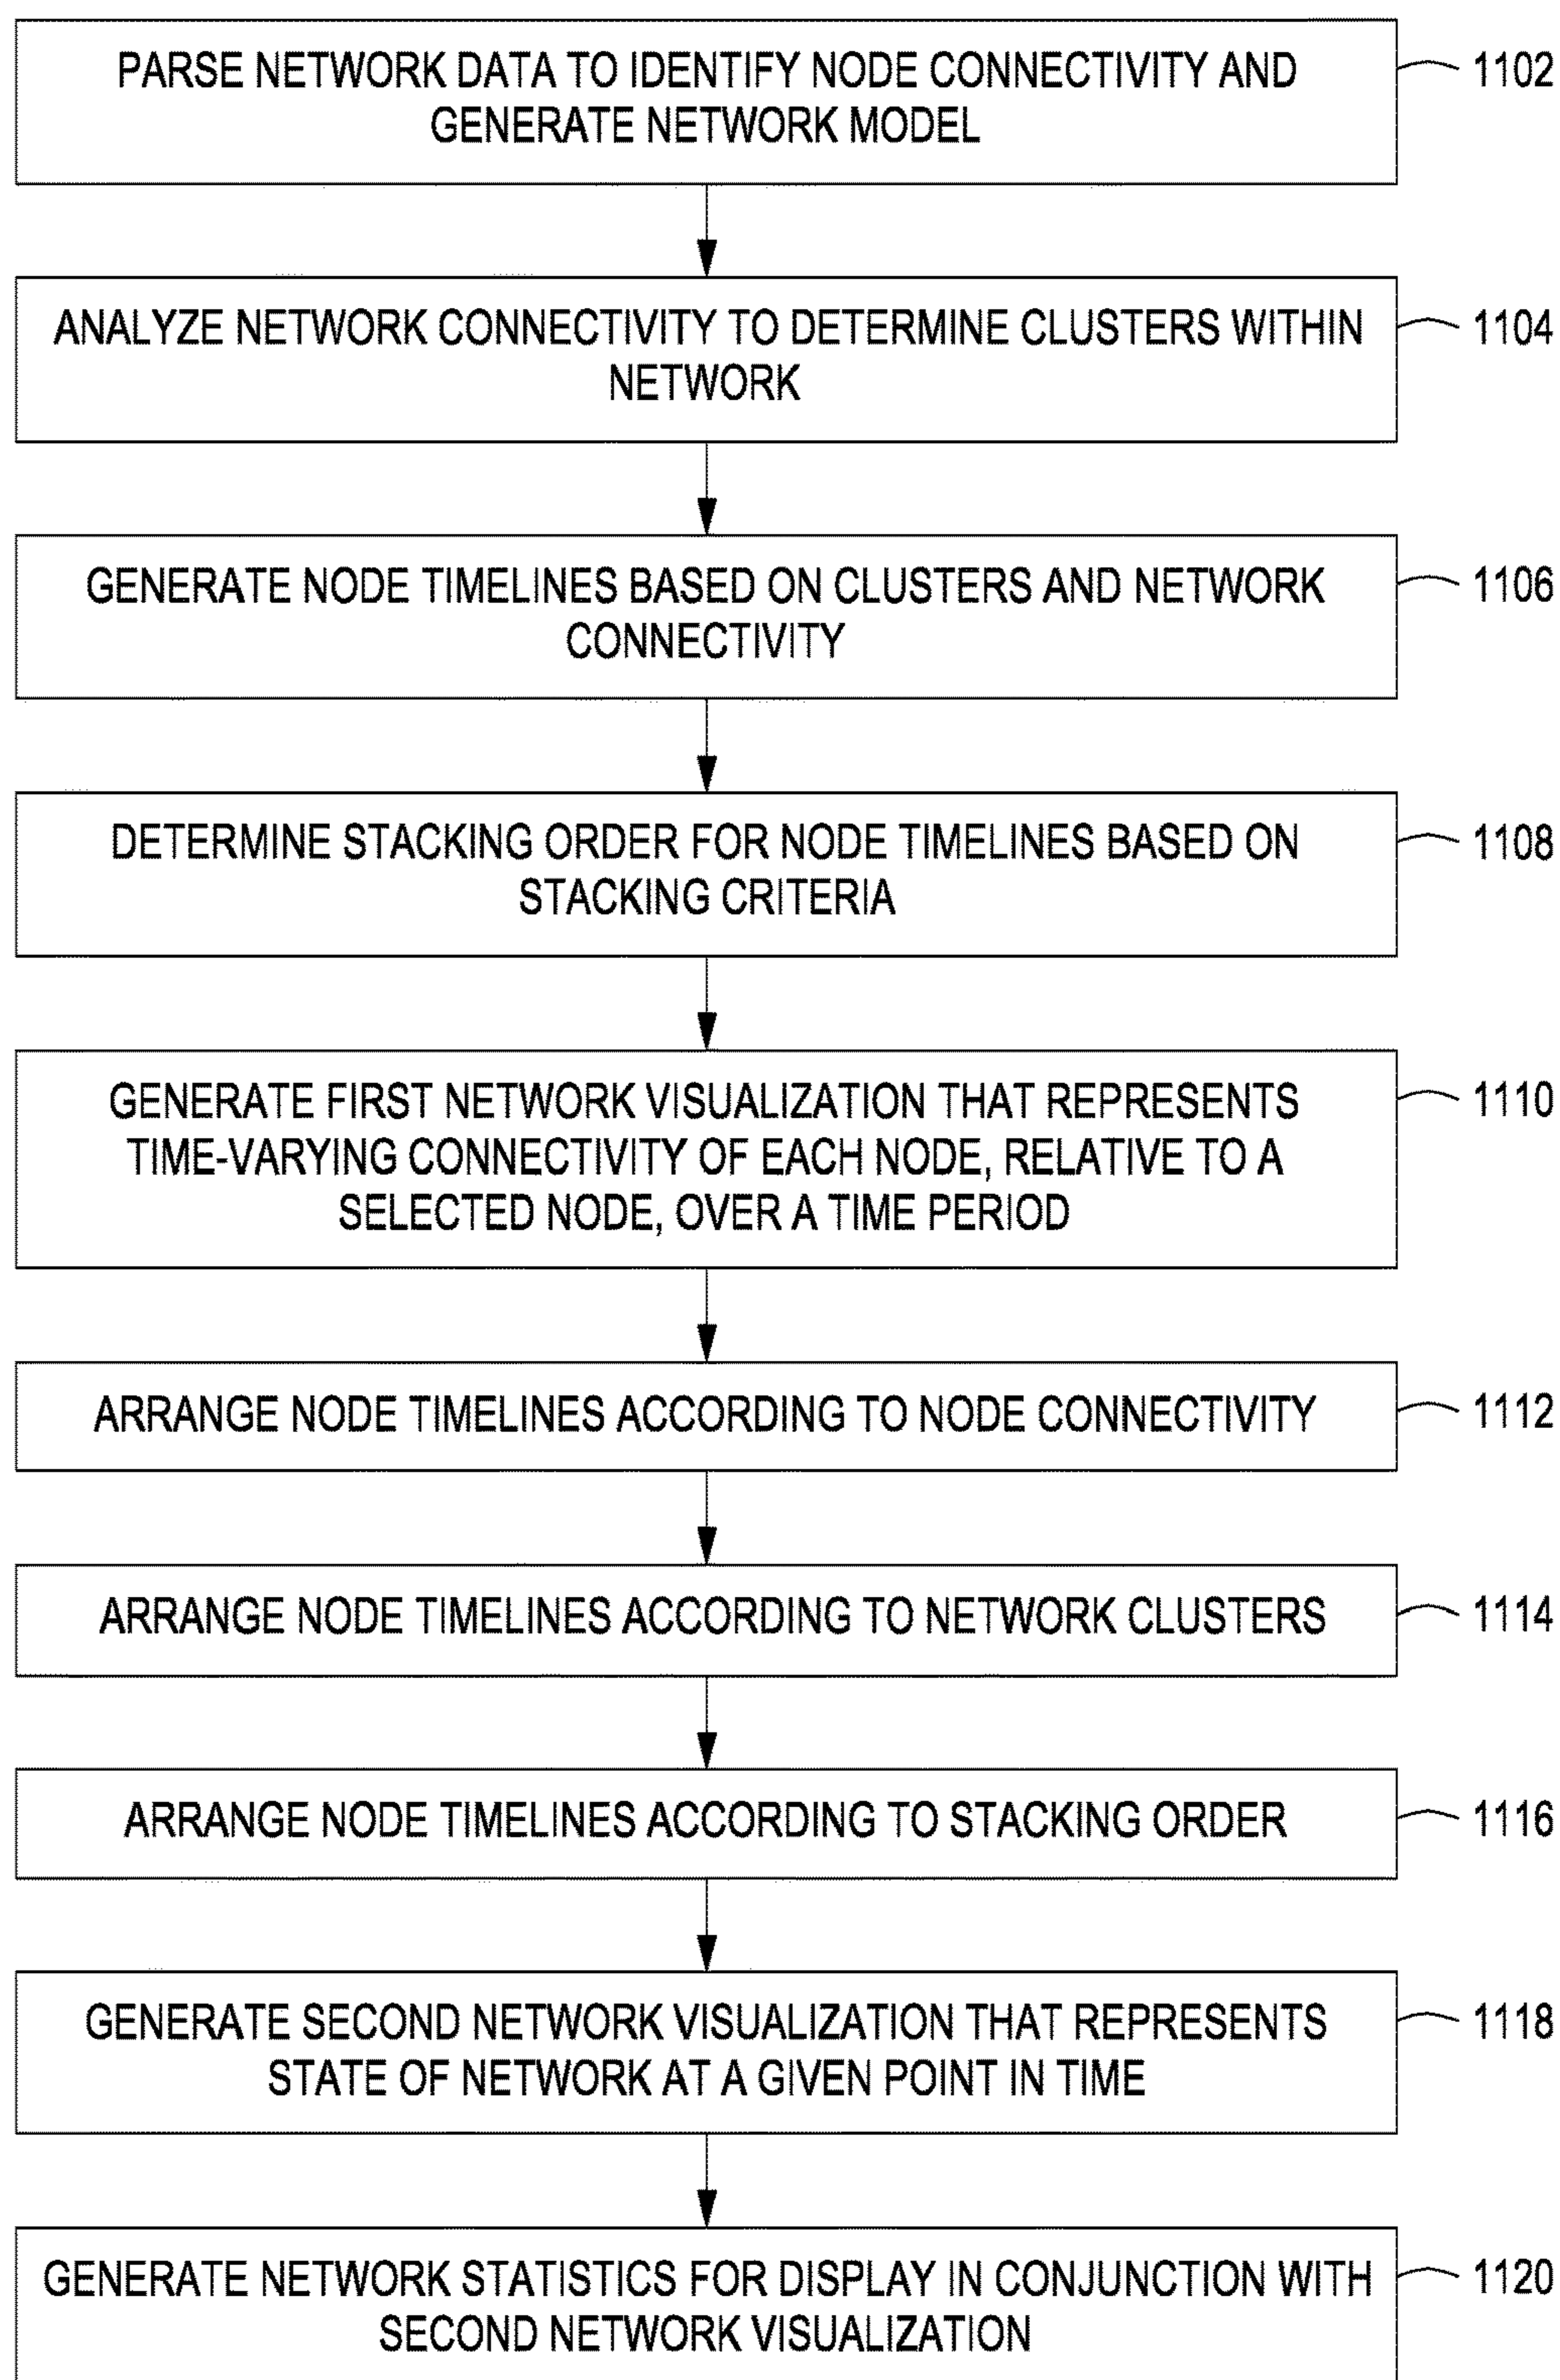 PARSE NETWORK DATA TO IDENTIFY NODE CONNECTIVITY AND
GENERATE NETWORK MODEL
1102
ANALYZE NETWORK CONNECTIVITY TO DETERMINE CLUSTERS WITHIN
NETWORK
1104
GENERATE NODE TIMELINES BASED ON CLUSTERS AND NETWORK
CONNECTIVITY
1106
DETERMINE STACKING ORDER FOR NODE TIMELINES BASED ON
STACKING CRITERIA
1108
GENERATE FIRST NETWORK VISUALIZATION THAT REPRESENTS
TIME-VARYING CONNECTIVITY OF EACH NODE, RELATIVE TO A
SELECTED NODE, OVER A TIME PERIOD
1110
ARRANGE NODE TIMELINES ACCORDING TO NODE CONNECTIVITY
1112
ARRANGE NODE TIMELINES ACCORDING TO NETWORK CLUSTERS
1114
ARRANGE NODE TIMELINES ACCORDING TO STACKING ORDER
1116
GENERATE SECOND NETWORK VISUALIZATION THAT REPRESENTS
STATE OF NETWORK AT A GIVEN POINT IN TIME
1118
GENERATE NETWORK STATISTICS FOR DISPLAY IN CONJUNCTION WITH
SECOND NETWORK VISUALIZATION
1120